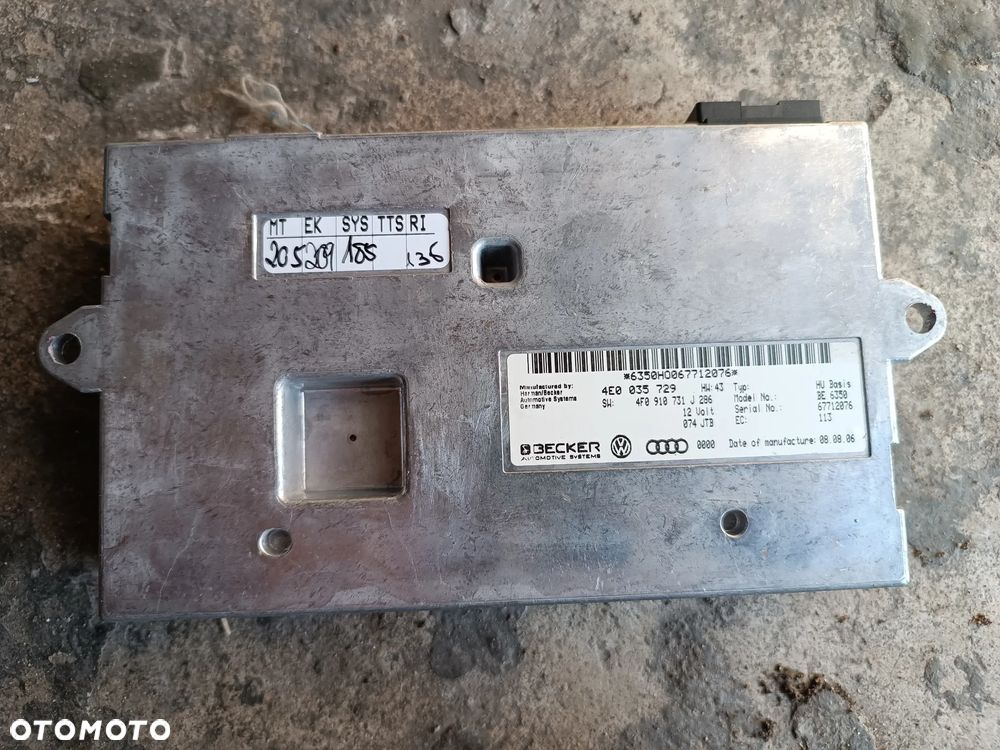 MT EK SYS TTS RI
205 209 185 136
*6350HO067712076*
Manufactured by:
Harman/Becker
Automotive Systems
Germany
4E0 035 729 HW: 43 Typ: HU Basis
SW: 4F0 910 731 J 286 Model No.: BE 6350
12 Volt Serial No.: 67712076
074 JTB EC: 113
BECKER
AUTOMOTIVE SYSTEMS
0000 Date of manufacture: 08.08.06
OTOMOTO